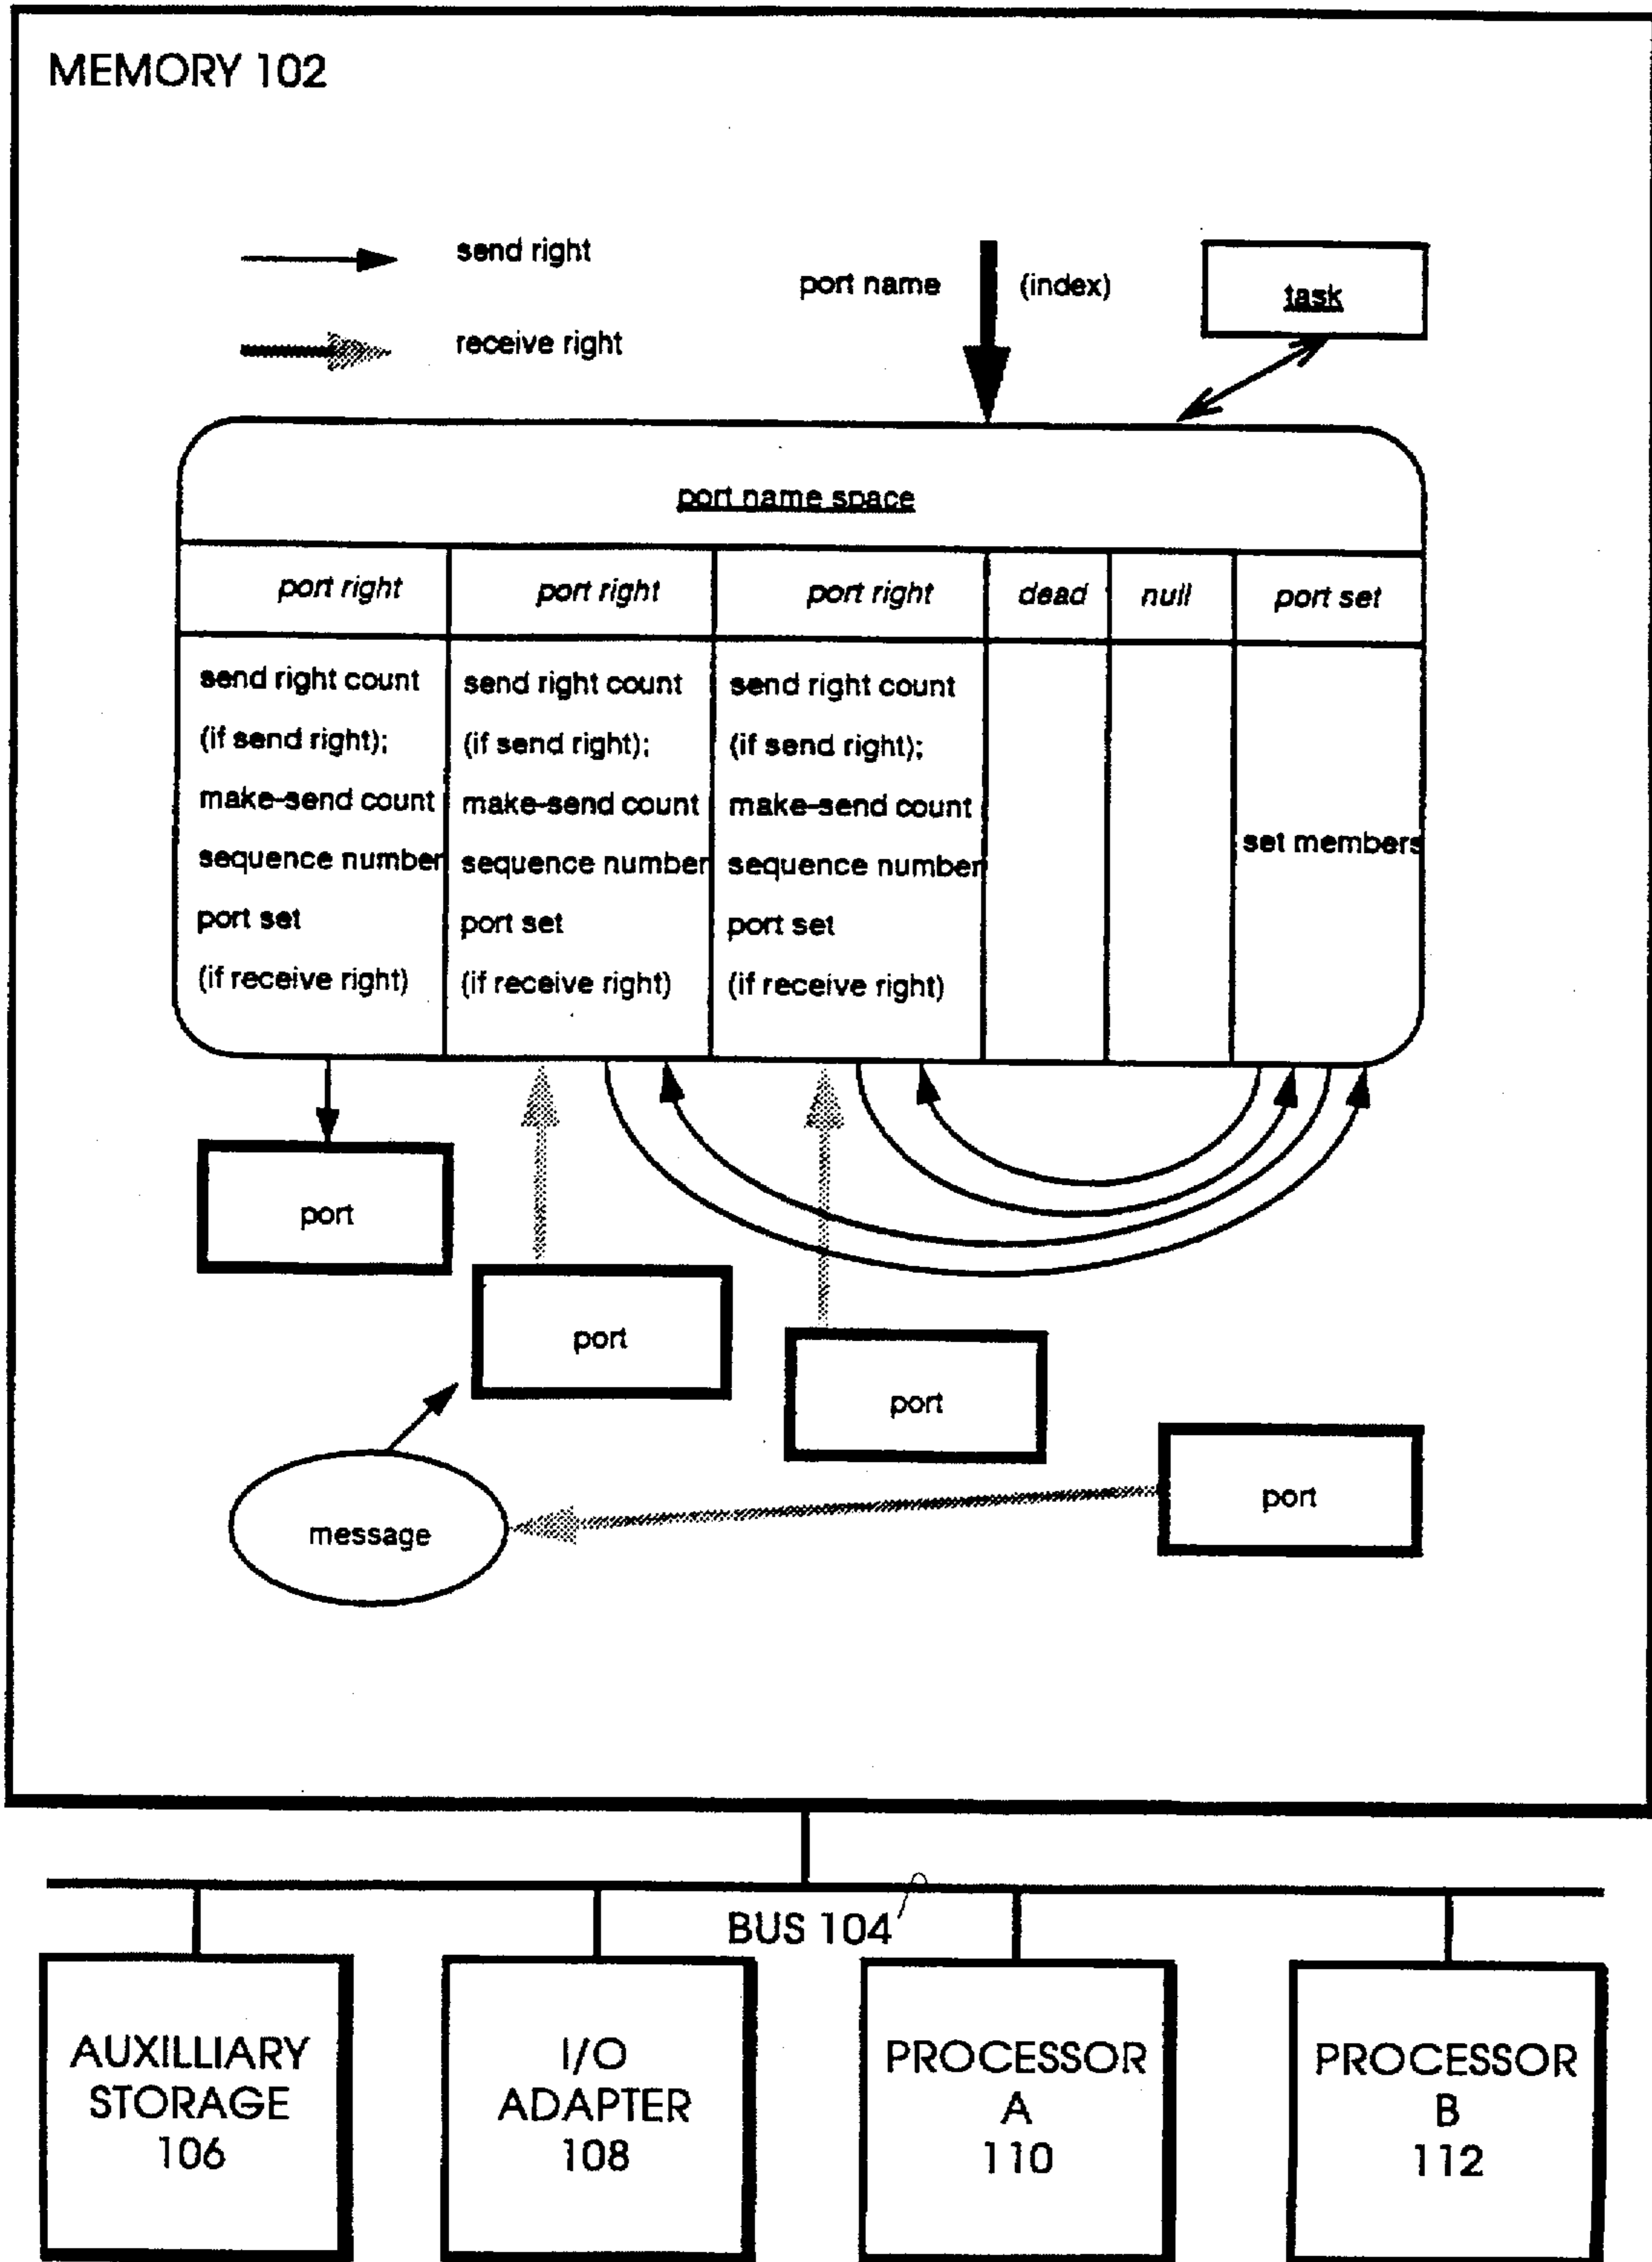 MEMORY 102
send right
receive right
port name
(index)
task
port name space
port right
port right
port right
dead
null
port set
send right count
(if send right);
make-send count
sequence number
port set
(if receive right)
send right count
(if send right);
make-send count
sequence number
port set
(if receive right)
send right count
(if send right);
make-send count
sequence number
port set
(if receive right)
set members
port
port
port
port
message
BUS 104
AUXILLIARY
STORAGE
106
I/O
ADAPTER
108
PROCESSOR
A
110
PROCESSOR
B
112